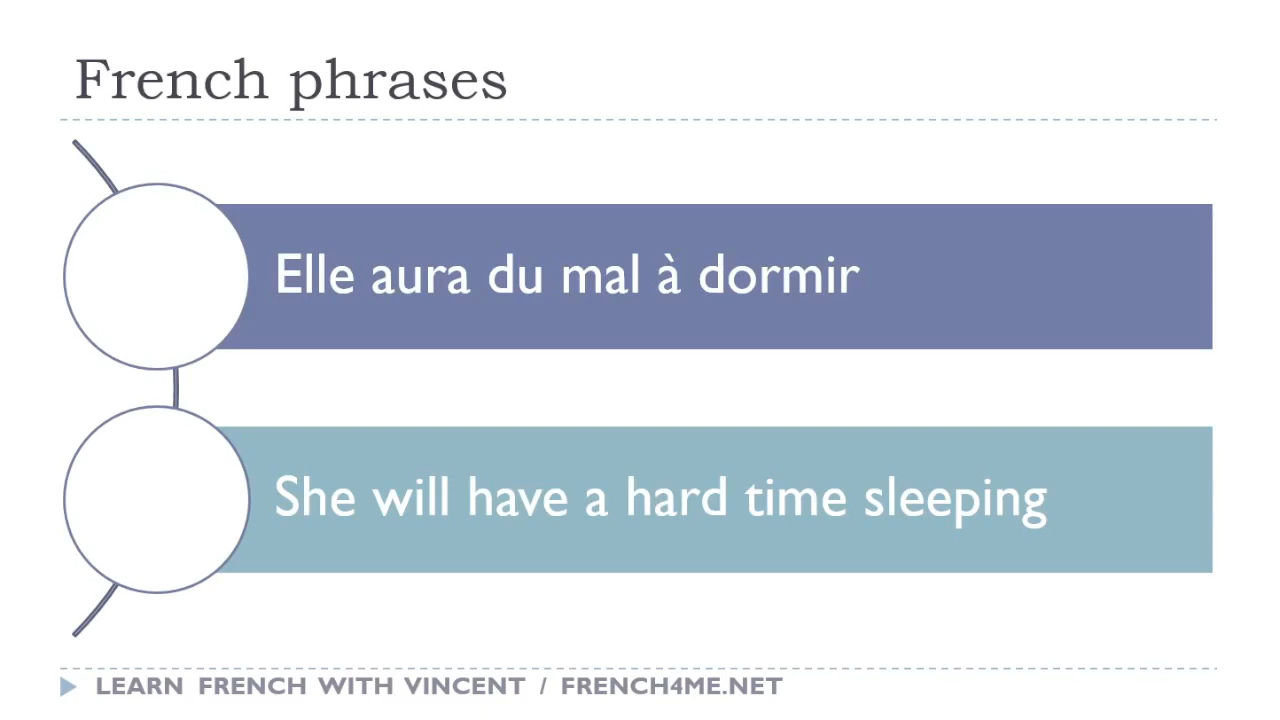 French phrases
Elle aura du mal à dormir
She will have a hard time sleeping
LEARN FRENCH WITH VINCENT / FRENCH4ME.NET